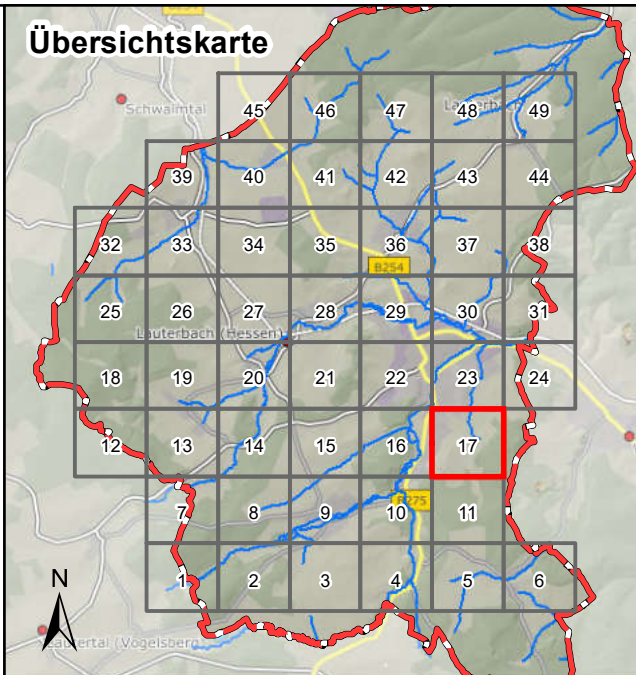 Übersichtskarte
Schwalmtal
45 46 47 48 49
39 40 41 42 43 44
32 33 34 35 36 37 38
B254
25 26 27 28 29 30 31
Lauterbach (Hessen)
18 19 20 21 22 23 24
12 13 14 15 16 17
7 8 9 10 11
B275
1 2 3 4 5 6
N
Lautertal (Vogelsberg)